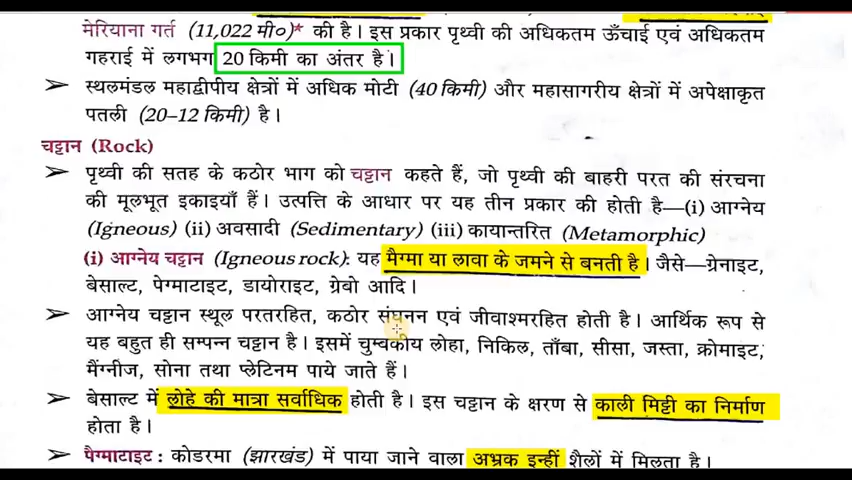 मेरियाना गर्त (11,022 मी०)* की है। इस प्रकार पृथ्वी की अधिकतम ऊँचाई एवं अधिकतम
गहराई में लगभग 20 किमी का अंतर है।
➢ स्थलमंडल महाद्वीपीय क्षेत्रों में अधिक मोटी (40 किमी) और महासागरीय क्षेत्रों में अपेक्षाकृत
पतली (20–12 किमी) है।
चट्टान (Rock)
➢ पृथ्वी की सतह के कठोर भाग को चट्टान कहते हैं, जो पृथ्वी की बाहरी परत की संरचना
की मूलभूत इकाइयाँ हैं। उत्पत्ति के आधार पर यह तीन प्रकार की होती है—(i) आग्नेय
(Igneous) (ii) अवसादी (Sedimentary) (iii) कायान्तरित (Metamorphic)
(i) आग्नेय चट्टान (Igneous rock): यह मैग्मा या लावा के जमने से बनती है। जैसे—ग्रेनाइट,
बेसाल्ट, पेग्माटाइट, डायोराइट, ग्रेबो आदि।
➢ आग्नेय चट्टान स्थूल परतरहित, कठोर संघनन एवं जीवाश्मरहित होती है। आर्थिक रूप से
यह बहुत ही सम्पन्न चट्टान है। इसमें चुम्बकीय लोहा, निकिल, ताँबा, सीसा, जस्ता, क्रोमाइट,
मैंग्नीज, सोना तथा प्लेटिनम पाये जाते हैं।
➢ बेसाल्ट में लोहे की मात्रा सर्वाधिक होती है। इस चट्टान के क्षरण से काली मिट्टी का निर्माण
होता है।
➢ पैग्माटाइट : कोडरमा (झारखंड) में पाया जाने वाला अभ्रक इन्हीं शैलों में मिलता है।